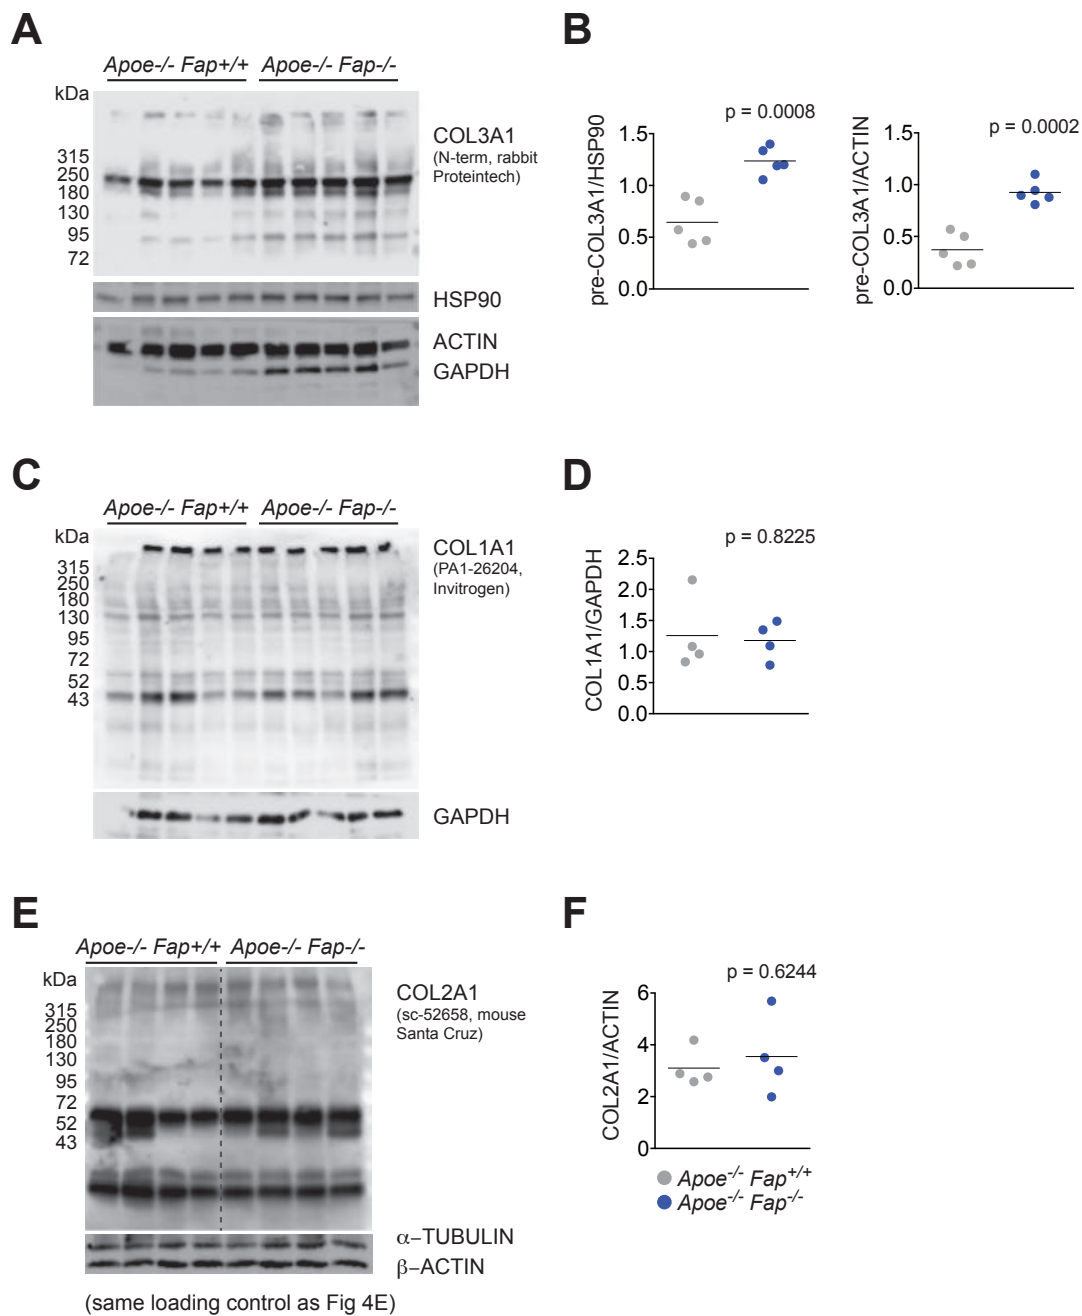 A
Apoe-/- Fap+/+ Apoe-/- Fap-/-
kDa
315
250
180
130
95
72
COL3A1
(N-term, rabbit
Proteintech)
HSP90
ACTIN
GAPDH
B
p = 0.0008
pre-COL3A1/HSP90
1.5
1.0
0.5
0.0
p = 0.0002
pre-COL3A1/ACTIN
1.5
1.0
0.5
0.0
C
Apoe-/- Fap+/+ Apoe-/- Fap-/-
kDa
315
250
180
130
95
72
52
43
COL1A1
(PA1-26204,
Invitrogen)
GAPDH
D
p = 0.8225
COL1A1/GAPDH
2.5
2.0
1.5
1.0
0.5
0.0
E
Apoe-/- Fap+/+ Apoe-/- Fap-/-
kDa
315
250
180
130
95
72
52
43
COL2A1
(sc-52658, mouse
Santa Cruz)
α−TUBULIN
β−ACTIN
(same loading control as Fig 4E)
F
p = 0.6244
COL2A1/ACTIN
6
4
2
0
Apoe-/- Fap+/+
Apoe-/- Fap-/-